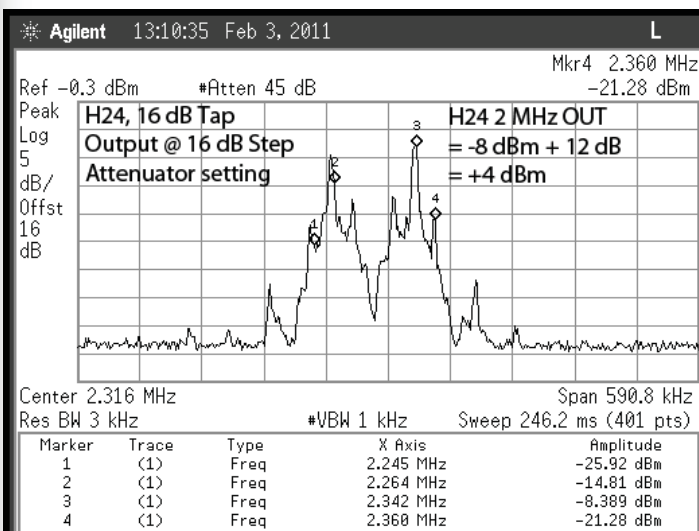 Agilent 13:10:35 Feb 3, 2011 L
Mkr4 2.360 MHz
Ref -0.3 dBm #Atten 45 dB -21.28 dBm
Peak
Log
5
dB/
Offst
16
dB
H24, 16 dB Tap
Output @ 16 dB Step
Attenuator setting
H24 2 MHz OUT
= -8 dBm + 12 dB
= +4 dBm
1
2
3
4
Center 2.316 MHz Span 590.8 kHz
Res BW 3 kHz #VBW 1 kHz Sweep 246.2 ms (401 pts)
Marker Trace Type X Axis Amplitude
1 (1) Freq 2.245 MHz -25.92 dBm
2 (1) Freq 2.264 MHz -14.81 dBm
3 (1) Freq 2.342 MHz -8.389 dBm
4 (1) Freq 2.360 MHz -21.28 dBm